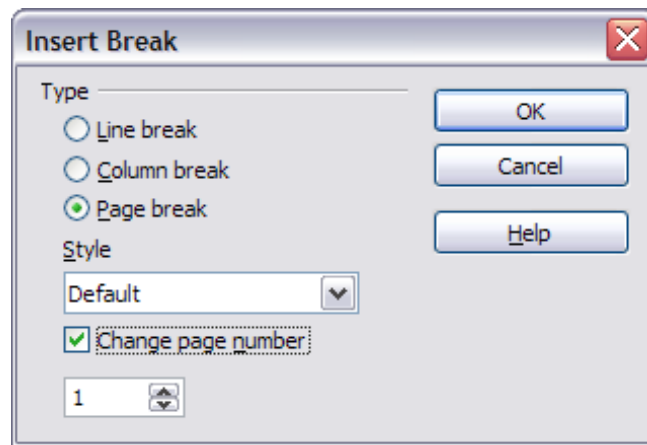 Insert Break
Type
Line break
Column break
Page break
Style
Default
Change page number
1
OK
Cancel
Help